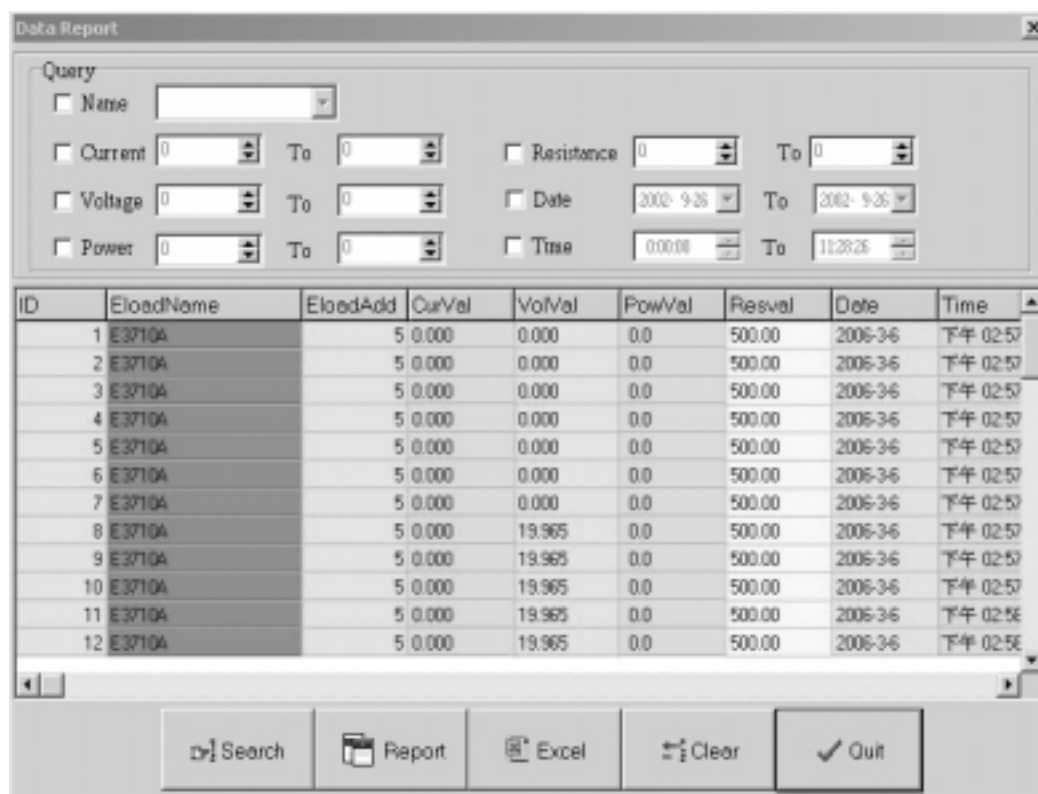 Data Report
Query
Name
Current 0 To 0 Resistance 0 To 0
Voltage 0 To 0 Date 2002- 9-26 To 2002- 9-26
Power 0 To 0 Time 0:00:00 To 11:28:26
ID EloadName EloadAdd CurVal VolVal PowVal Resval Date Time
1 E3710A 5 0.000 0.000 0.0 500.00 2006-3-6 下午 02:57
2 E3710A 5 0.000 0.000 0.0 500.00 2006-3-6 下午 02:57
3 E3710A 5 0.000 0.000 0.0 500.00 2006-3-6 下午 02:57
4 E3710A 5 0.000 0.000 0.0 500.00 2006-3-6 下午 02:57
5 E3710A 5 0.000 0.000 0.0 500.00 2006-3-6 下午 02:57
6 E3710A 5 0.000 0.000 0.0 500.00 2006-3-6 下午 02:57
7 E3710A 5 0.000 0.000 0.0 500.00 2006-3-6 下午 02:57
8 E3710A 5 0.000 19.965 0.0 500.00 2006-3-6 下午 02:57
9 E3710A 5 0.000 19.965 0.0 500.00 2006-3-6 下午 02:57
10 E3710A 5 0.000 19.965 0.0 500.00 2006-3-6 下午 02:57
11 E3710A 5 0.000 19.965 0.0 500.00 2006-3-6 下午
12 E3710A 5 0.000 19.965 0.0 500.00 2006-3-6 下午
Search Report Excel Clear Quit